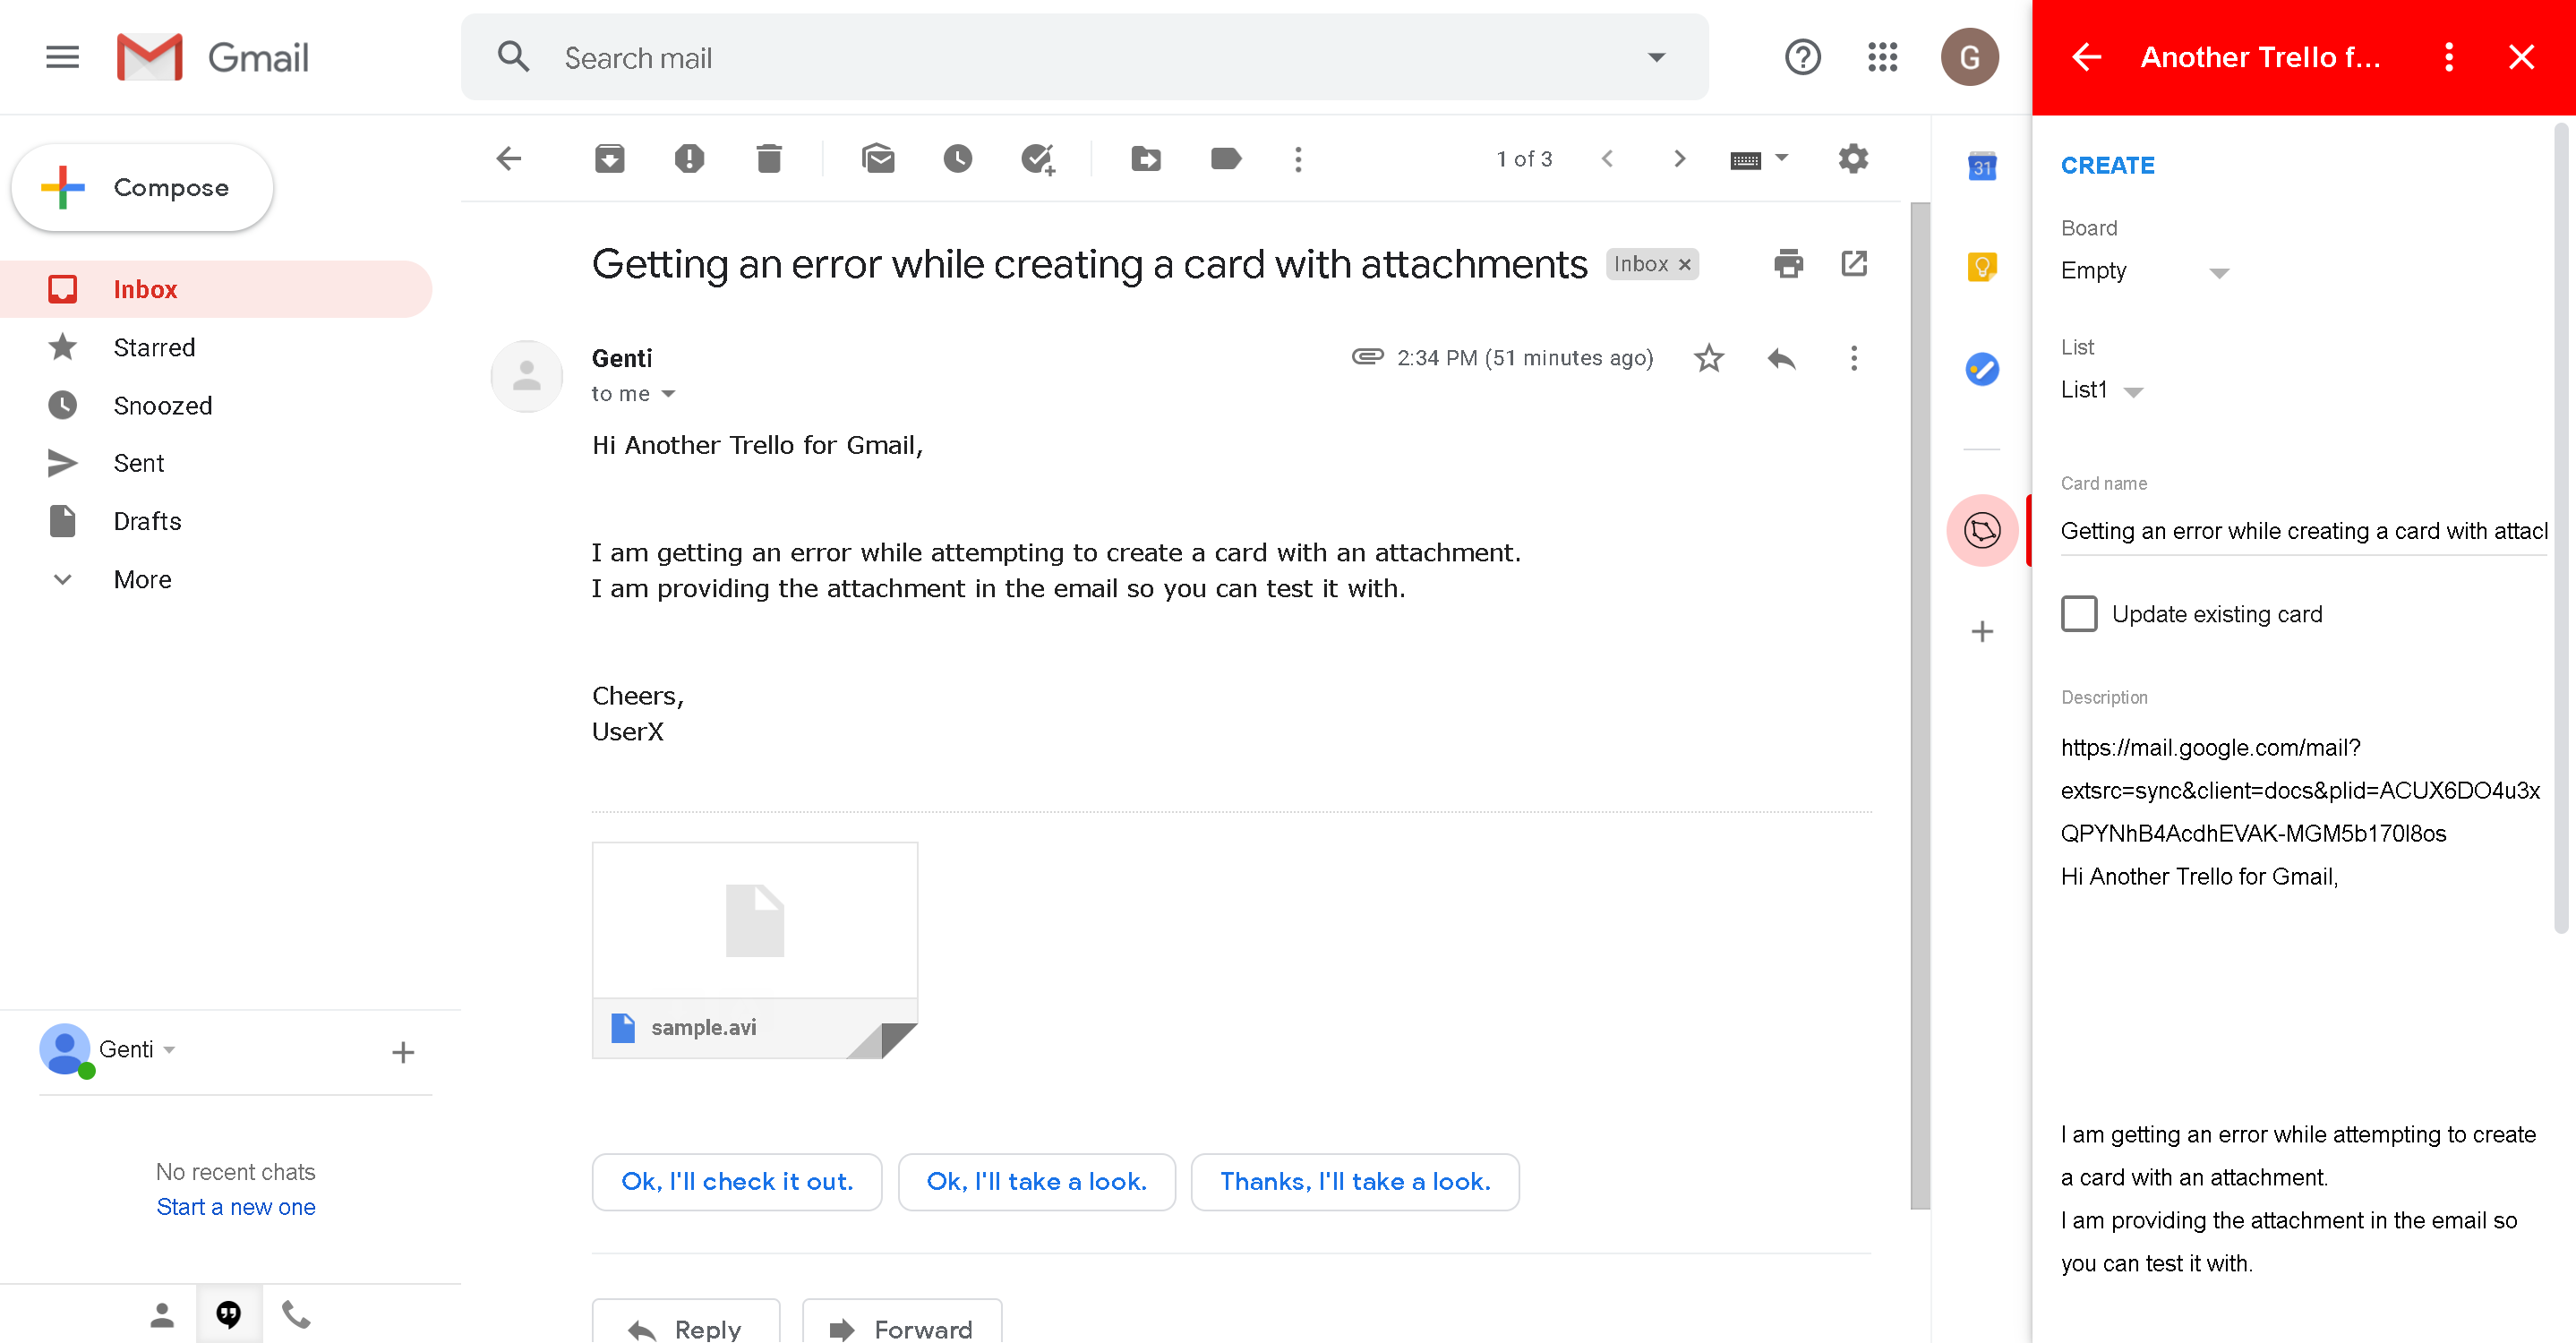 Gmail
Search mail
G
Another Trello f...
Compose
1 of 3
31
CREATE
Board
Empty
List
List1
Card name
Getting an error while creating a card with attacl
Update existing card
Description
https://mail.google.com/mail?
extsrc=sync&client=docs&plid=ACUX6DO4u3x
QPYNhB4AcdhEVAK-MGM5b170I8os
Hi Another Trello for Gmail,
I am getting an error while attempting to create
a card with an attachment.
I am providing the attachment in the email so
you can test it with.
Inbox
Starred
Snoozed
Sent
Drafts
More
Getting an error while creating a card with attachments
Inbox ×
Genti
2:34 PM (51 minutes ago)
to me
Hi Another Trello for Gmail,
I am getting an error while attempting to create a card with an attachment.
I am providing the attachment in the email so you can test it with.
Cheers,
UserX
sample.avi
Ok, I'll check it out.
Ok, I'll take a look.
Thanks, I'll take a look.
Reply
Forward
Genti
No recent chats
Start a new one